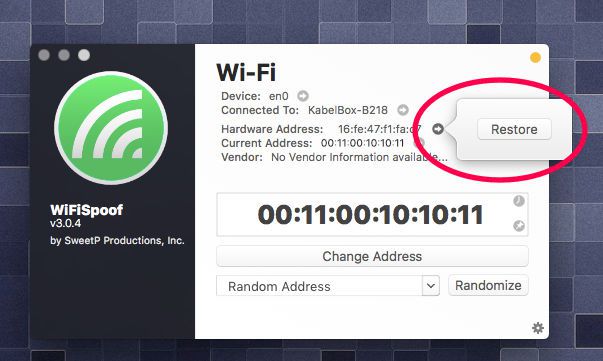 Wi-Fi
Device: en0
Connected To: KabelBox-B218
Hardware Address: 16:fe:47:f1:fa:d7
Restore
Current Address: 00:11:00:10:10:11
Vendor: No Vendor Information available...
WiFiSpoof
v3.0.4
by SweetP Productions, Inc.
00:11:00:10:10:11
Change Address
Random Address
Randomize